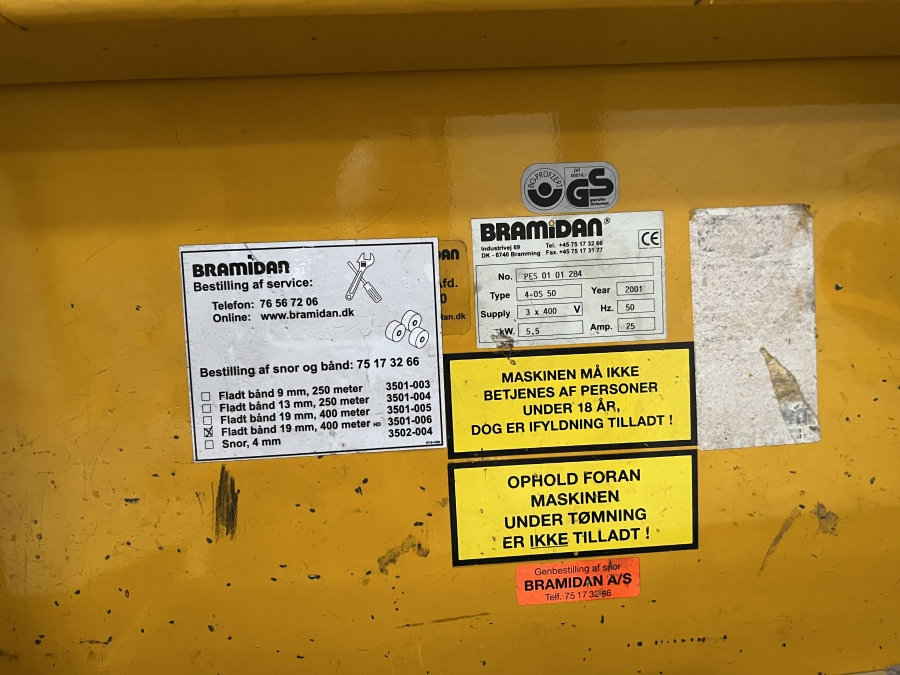 BG-PRÜFZERT
GS
BRAMiDAN®
Industrivej 69 Tel. +45 75 17 32 66
DK - 6740 Bramming Fax. +45 75 17 31 77
CE
No. PES 01 01 284
Type 4-OS 50 Year 2001
Supply 3 x 400 V Hz. 50
kW. 5,5 Amp. 25
BRAMiDAN
Bestilling af service:
Telefon: 76 56 72 06
Online: www.bramidan.dk
Bestilling af snor og bånd: 75 17 32 66
Fladt bånd 9 mm, 250 meter 3501-003
Fladt bånd 13 mm, 250 meter 3501-004
Fladt bånd 19 mm, 400 meter 3501-005
Fladt bånd 19 mm, 400 meter HD 3501-006
Snor, 4 mm 3502-004
DAN
fd.
0
n.dk
MASKINEN MÅ IKKE
BETJENES AF PERSONER
UNDER 18 ÅR,
DOG ER IFYLDNING TILLADT !
OPHOLD FORAN
MASKINEN
UNDER TØMNING
ER IKKE TILLADT !
Genbestilling af snor
BRAMIDAN A/S
Telf. 75 17 32 66